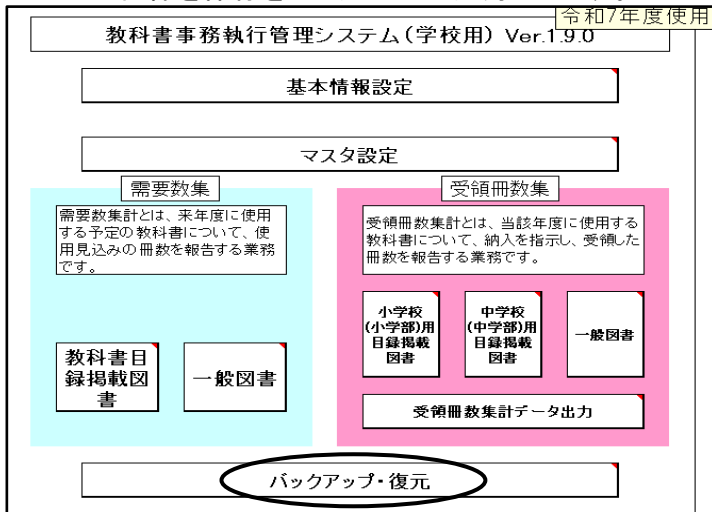 令和7年度使用
教科書事務執行管理システム(学校用) Ver.1.9.0
基本情報設定
マスタ設定
需要数集
需要数集計とは、来年度に使用
する予定の教科書について、使
用見込みの冊数を報告する業務
です。
教科書目
録掲載図
書
一般図書
受領冊数集
受領冊数集計とは、当該年度に使用する
教科書について、納入を指示し、受領した
冊数を報告する業務です。
小学校
(小学部)用
目録掲載
図書
中学校
(中学部)用
目録掲載
図書
一般図書
受領冊数集計データ出力
バックアップ・復元